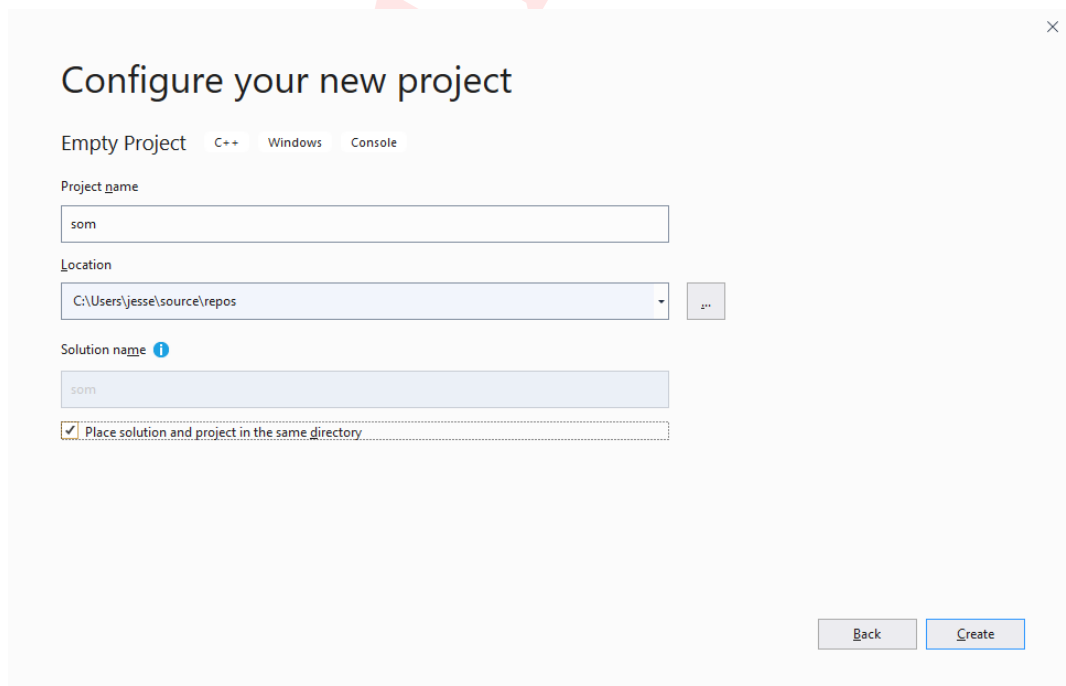 Configure your new project
Empty Project C++ Windows Console
Project name
som
Location
C:\Users\jesse\source\repos
...
Solution name
som
Place solution and project in the same directory
Back Create